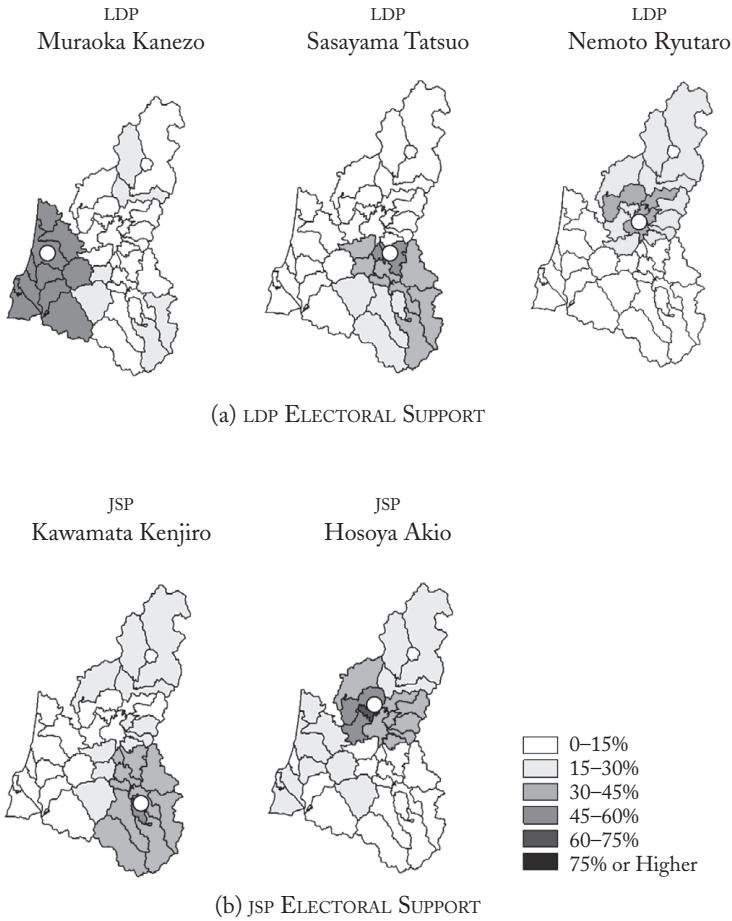 LDP
Muraoka Kanezo
LDP
Sasayama Tatsuo
LDP
Nemoto Ryutaro
(a) LDP ELECTORAL SUPPORT
JSP
Kawamata Kenjiro
JSP
Hosoya Akio
0–15%
15–30%
30–45%
45–60%
60–75%
75% or Higher
(b) JSP ELECTORAL SUPPORT